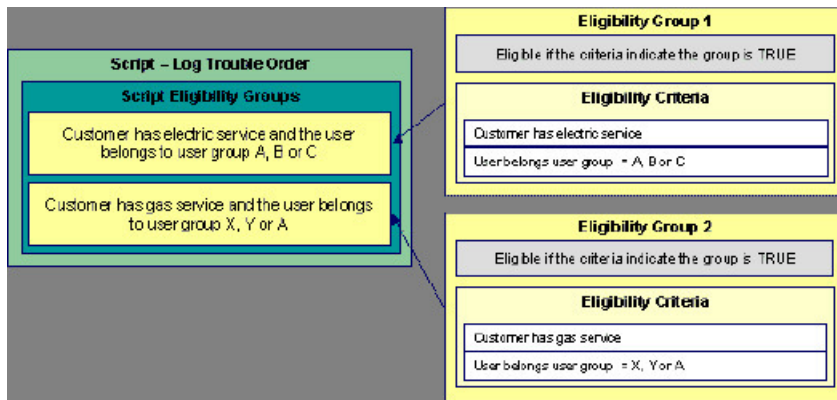 Script – Log Trouble Order
Script Eligibility Groups
Customer has electric service and the user
belongs to user group A, B or C
Customer has gas service and the user belongs
to user group X, Y or A
Eligibility Group 1
Eligible if the criteria indicate the group is TRUE
Eligibility Criteria
Customer has electric service
User belongs user group = A, B or C
Eligibility Group 2
Eligible if the criteria indicate the group is TRUE
Eligibility Criteria
Customer has gas service
User belongs user group = X, Y or A